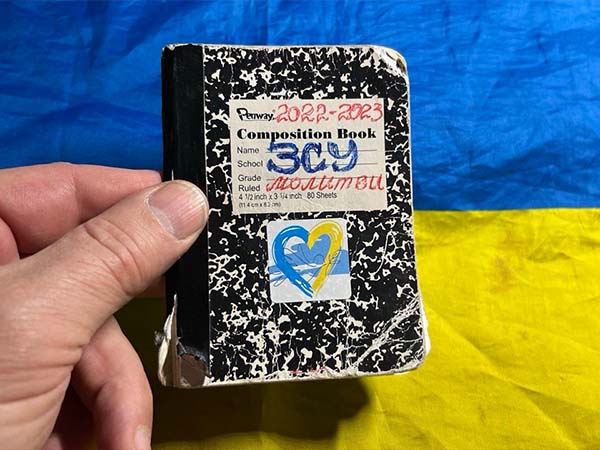 Penway 2022-2023
Composition Book
Name
School ЗСУ
Grade
Ruled молитви
4 1/2 inch x 3 1/4 inch 80 Sheets
(11.4 cm x 8.2 cm)